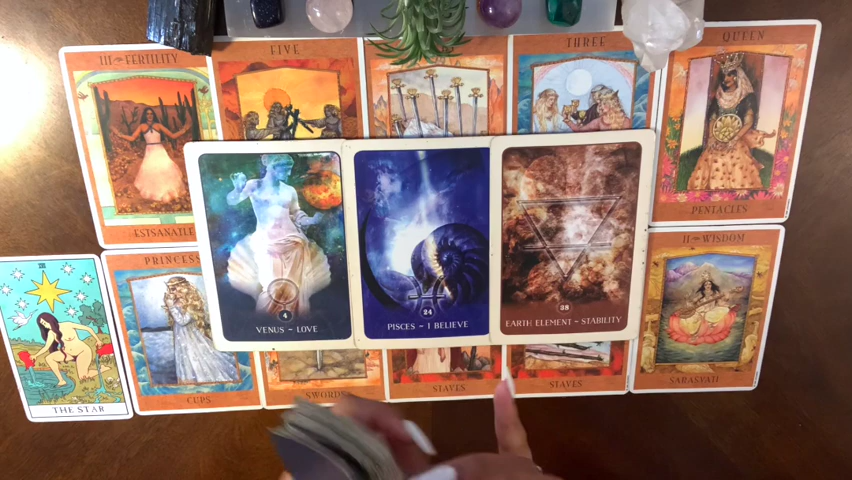 III ~ FERTILITY
FIVE
THREE
QUEEN
ESTSANATLE
PENTACLES
4
VENUS ~ LOVE
24
PISCES ~ I BELIEVE
38
EARTH ELEMENT ~ STABILITY
PRINCESS
II ~ WISDOM
THE STAR
CUPS
SWORDS
STAVES
STAVES
SARASVATI